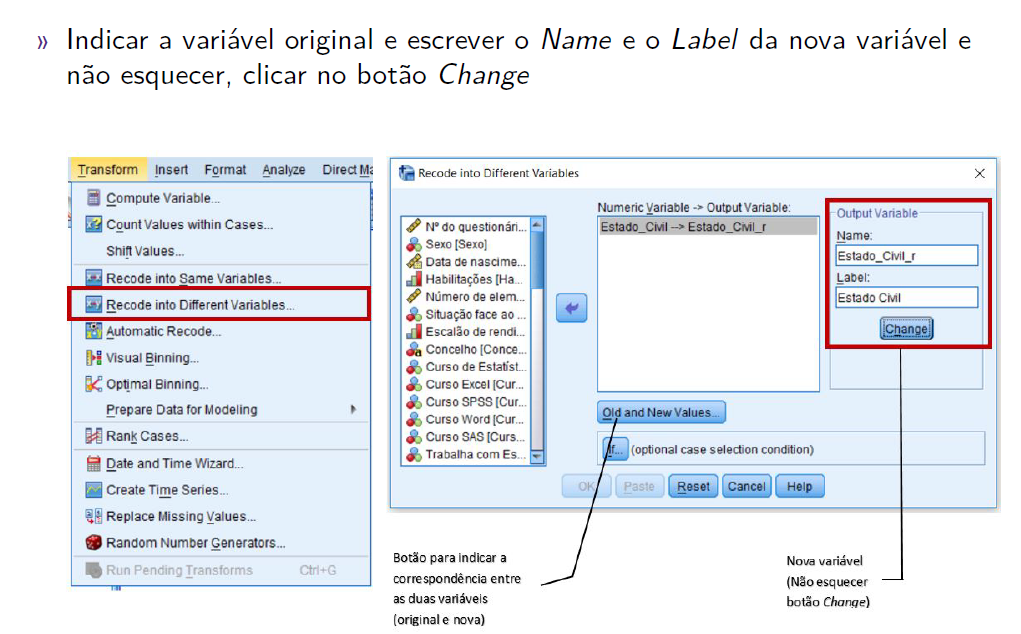 » Indicar a variável original e escrever o Name e o Label da nova variável e
não esquecer, clicar no botão Change
Transform Insert Format Analyze Direct Ma
Compute Variable...
Count Values within Cases...
Shift Values...
Recode into Same Variables...
Recode into Different Variables...
Automatic Recode...
Visual Binning...
Optimal Binning...
Prepare Data for Modeling
Rank Cases...
Date and Time Wizard...
Create Time Series...
Replace Missing Values...
Random Number Generators...
Run Pending Transforms Ctrl+G
Recode into Different Variables
Nº do questionári...
Sexo [Sexo]
Data de nascime...
Habilitações [Ha...
Número de elem...
Situação face ao ...
Escalão de rendi...
Concelho [Conce...
Curso de Estatíst...
Curso Excel [Cur...
Curso SPSS [Cur...
Curso Word [Cur...
Curso SAS [Curs...
Trabalha com Es...
Numeric Variable -> Output Variable:
Estado_Civil --> Estado_Civil_r
Output Variable
Name:
Estado_Civil_r
Label:
Estado Civil
Change
Old and New Values...
If... (optional case selection condition)
OK Paste Reset Cancel Help
Botão para indicar a
correspondência entre
as duas variáveis
(original e nova)
Nova variável
(Não esquecer
botão Change)